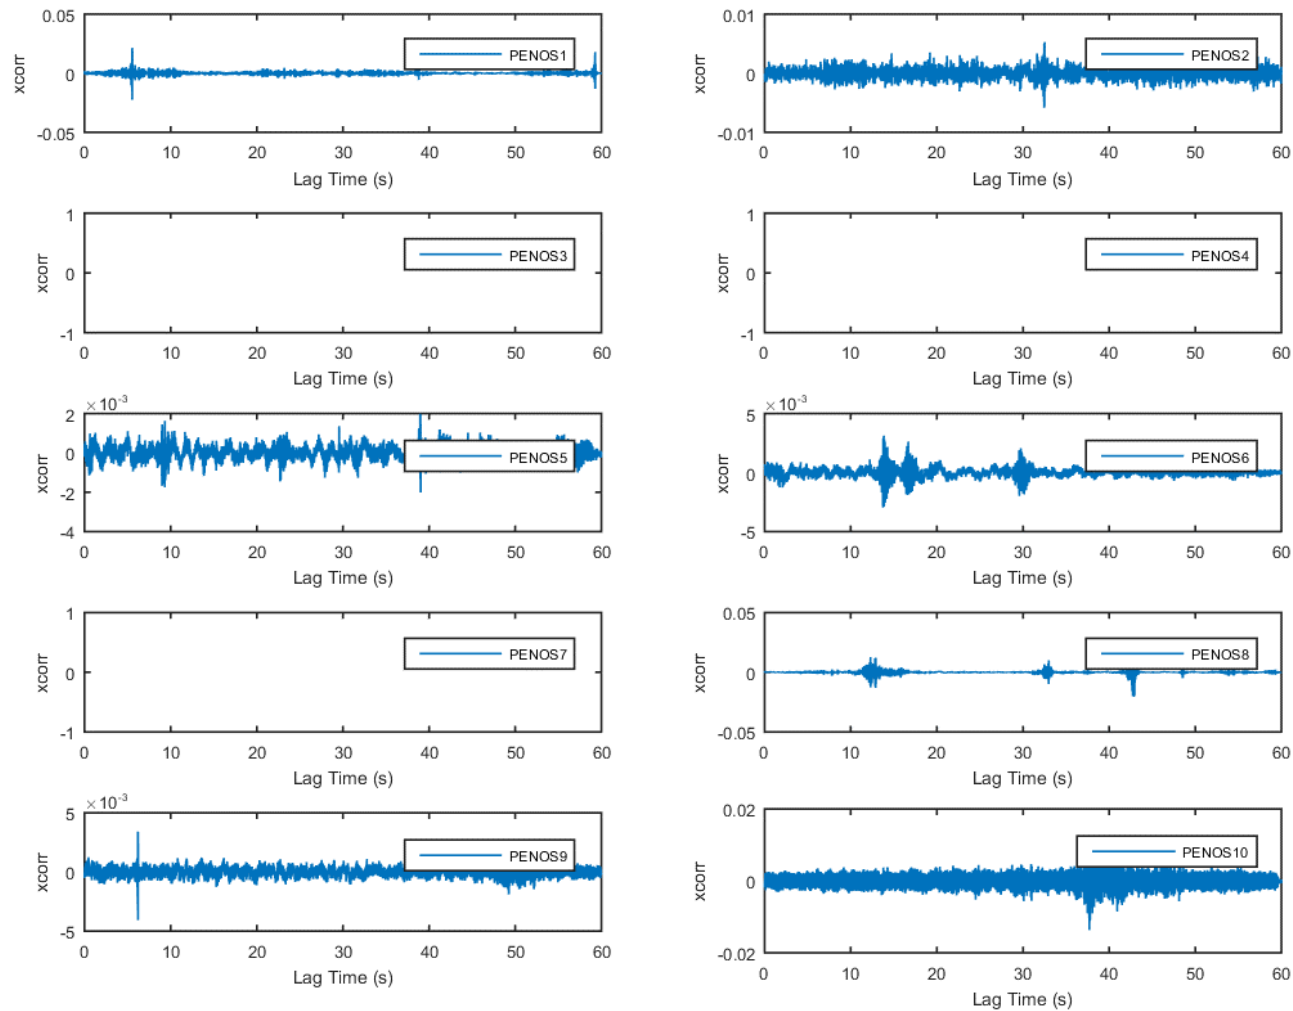 0.05
xcorr
0
-0.05
PENOS1
0 10 20 30 40 50 60
Lag Time (s)
0.01
xcorr
0
-0.01
PENOS2
0 10 20 30 40 50 60
Lag Time (s)
1
xcorr
0
-1
PENOS3
0 10 20 30 40 50 60
Lag Time (s)
1
xcorr
0
-1
PENOS4
0 10 20 30 40 50 60
Lag Time (s)
×10⁻³
2
xcorr
0
-2
-4
PENOS5
0 10 20 30 40 50 60
Lag Time (s)
×10⁻³
5
xcorr
0
-5
PENOS6
0 10 20 30 40 50 60
Lag Time (s)
1
xcorr
0
-1
PENOS7
0 10 20 30 40 50 60
Lag Time (s)
0.05
xcorr
0
-0.05
PENOS8
0 10 20 30 40 50 60
Lag Time (s)
×10⁻³
5
xcorr
0
-5
PENOS9
0 10 20 30 40 50 60
Lag Time (s)
0.02
xcorr
0
-0.02
PENOS10
0 10 20 30 40 50 60
Lag Time (s)